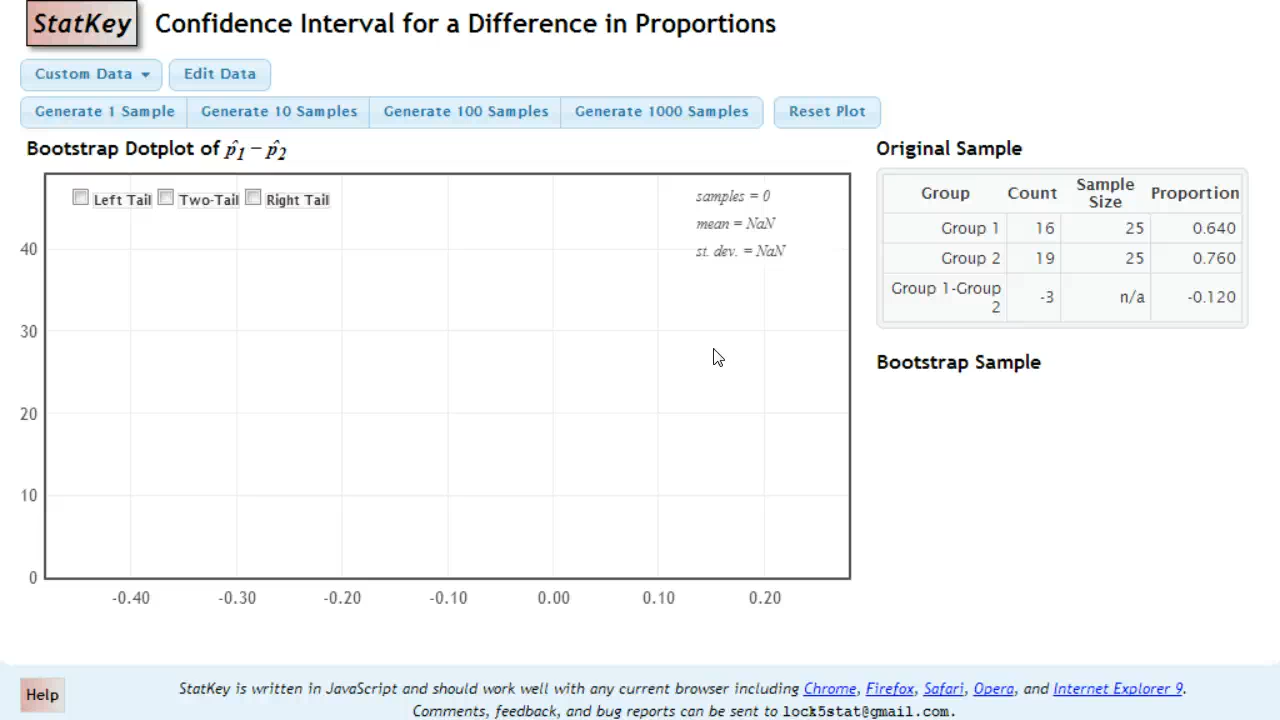 StatKey Confidence Interval for a Difference in Proportions
Custom Data Edit Data
Generate 1 Sample Generate 10 Samples Generate 100 Samples Generate 1000 Samples Reset Plot
Bootstrap Dotplot of p̂1 − p̂2
Left Tail Two-Tail Right Tail
samples = 0
mean = NaN
st. dev. = NaN
40
30
20
10
0
-0.40 -0.30 -0.20 -0.10 0.00 0.10 0.20
Original Sample
Group Count Sample Size Proportion
Group 1 16 25 0.640
Group 2 19 25 0.760
Group 1-Group 2 -3 n/a -0.120
Bootstrap Sample
Help
StatKey is written in JavaScript and should work well with any current browser including Chrome, Firefox, Safari, Opera, and Internet Explorer 9.
Comments, feedback, and bug reports can be sent to lock5stat@gmail.com.